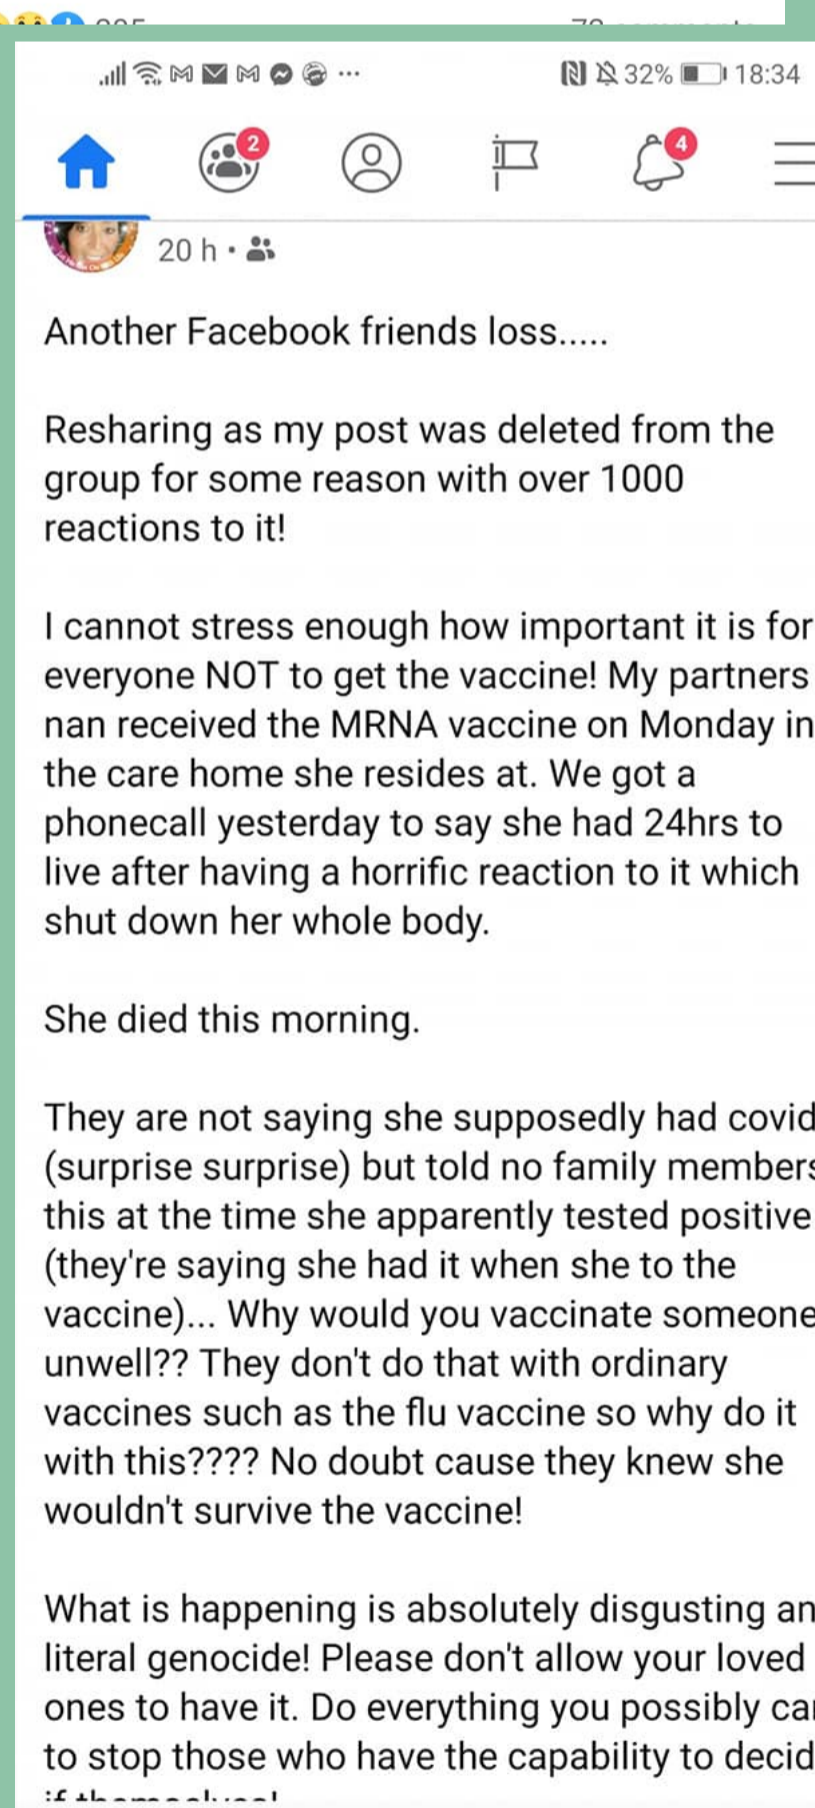 32% 18:34
2
4
20 h ·
Another Facebook friends loss.....
Resharing as my post was deleted from the
group for some reason with over 1000
reactions to it!
I cannot stress enough how important it is for
everyone NOT to get the vaccine! My partners
nan received the MRNA vaccine on Monday in
the care home she resides at. We got a
phonecall yesterday to say she had 24hrs to
live after having a horrific reaction to it which
shut down her whole body.
She died this morning.
They are not saying she supposedly had covid
(surprise surprise) but told no family members
this at the time she apparently tested positive
(they're saying she had it when she to the
vaccine)... Why would you vaccinate someone
unwell?? They don't do that with ordinary
vaccines such as the flu vaccine so why do it
with this???? No doubt cause they knew she
wouldn't survive the vaccine!
What is happening is absolutely disgusting an
literal genocide! Please don't allow your loved
ones to have it. Do everything you possibly ca
to stop those who have the capability to decid